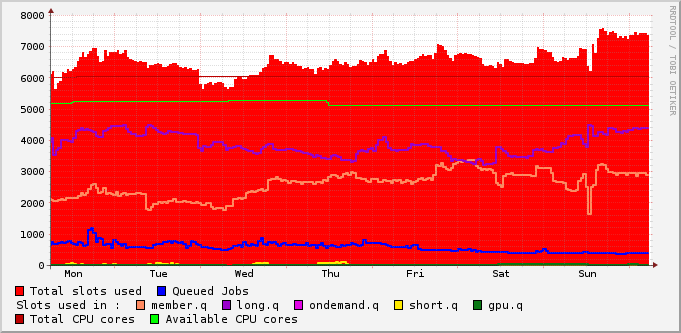 8000
7000
6000
5000
4000
3000
2000
1000
0
Mon Tue Wed Thu Fri Sat Sun
RRDTOOL / TOBI OETIKER
Total slots used Queued Jobs
Slots used in : member.q long.q ondemand.q short.q gpu.q
Total CPU cores Available CPU cores